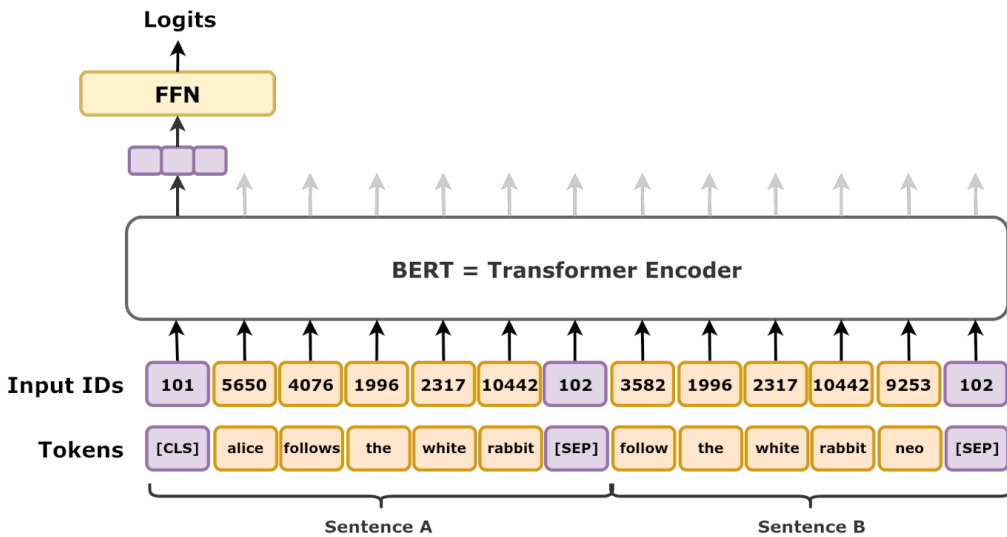 Logits
FFN
BERT = Transformer Encoder
Input IDs 101 5650 4076 1996 2317 10442 102 3582 1996 2317 10442 9253 102
Tokens [CLS] alice follows the white rabbit [SEP] follow the white rabbit neo [SEP]
Sentence A Sentence B